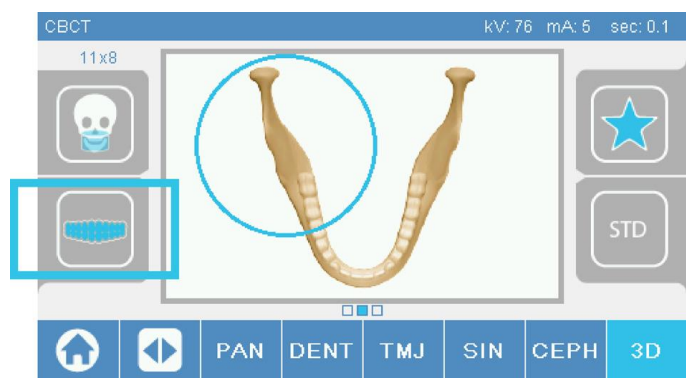 CBCT kV: 76 mA: 5 sec: 0.1
11x8
STD
PAN DENT TMJ SIN CEPH 3D